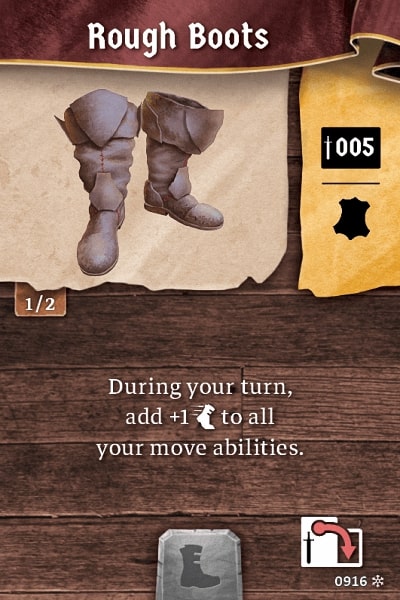 Rough Boots
005
1/2
During your turn,
add +1 to all
your move abilities.
0916